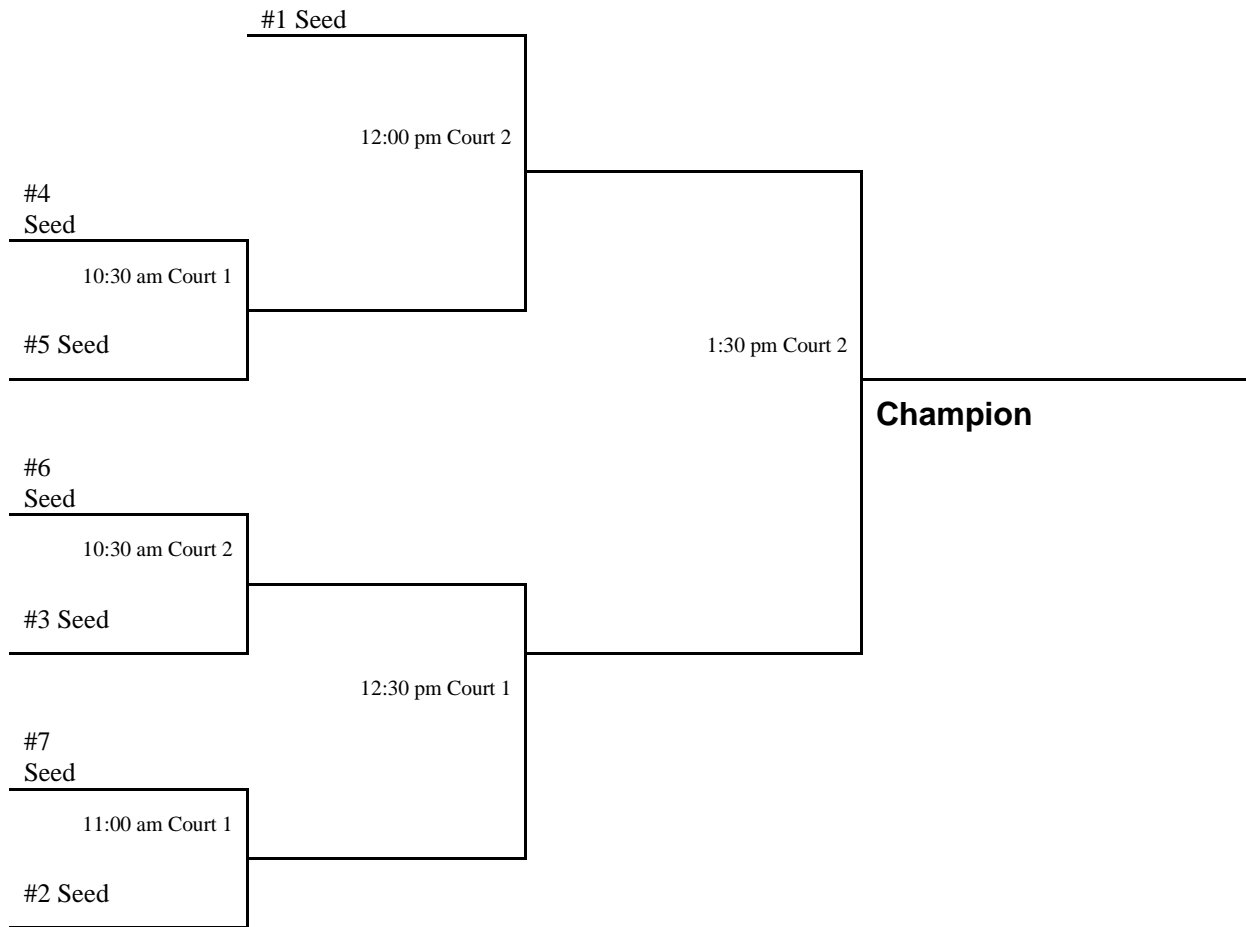 #1 Seed
12:00 pm Court 2
#4
Seed
10:30 am Court 1
#5 Seed
1:30 pm Court 2
Champion
#6
Seed
10:30 am Court 2
#3 Seed
12:30 pm Court 1
#7
Seed
11:00 am Court 1
#2 Seed